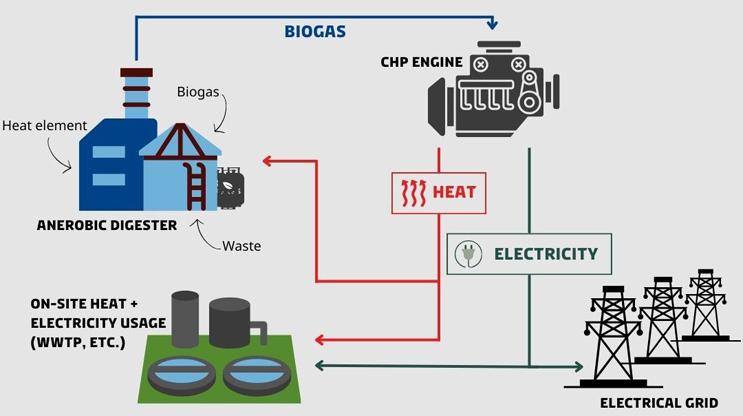 BIOGAS
CHP ENGINE
Biogas
Heat element
HEAT
ANEROBIC DIGESTER
Waste
ELECTRICITY
ON-SITE HEAT +
ELECTRICITY USAGE
(WWTP, ETC.)
ELECTRICAL GRID